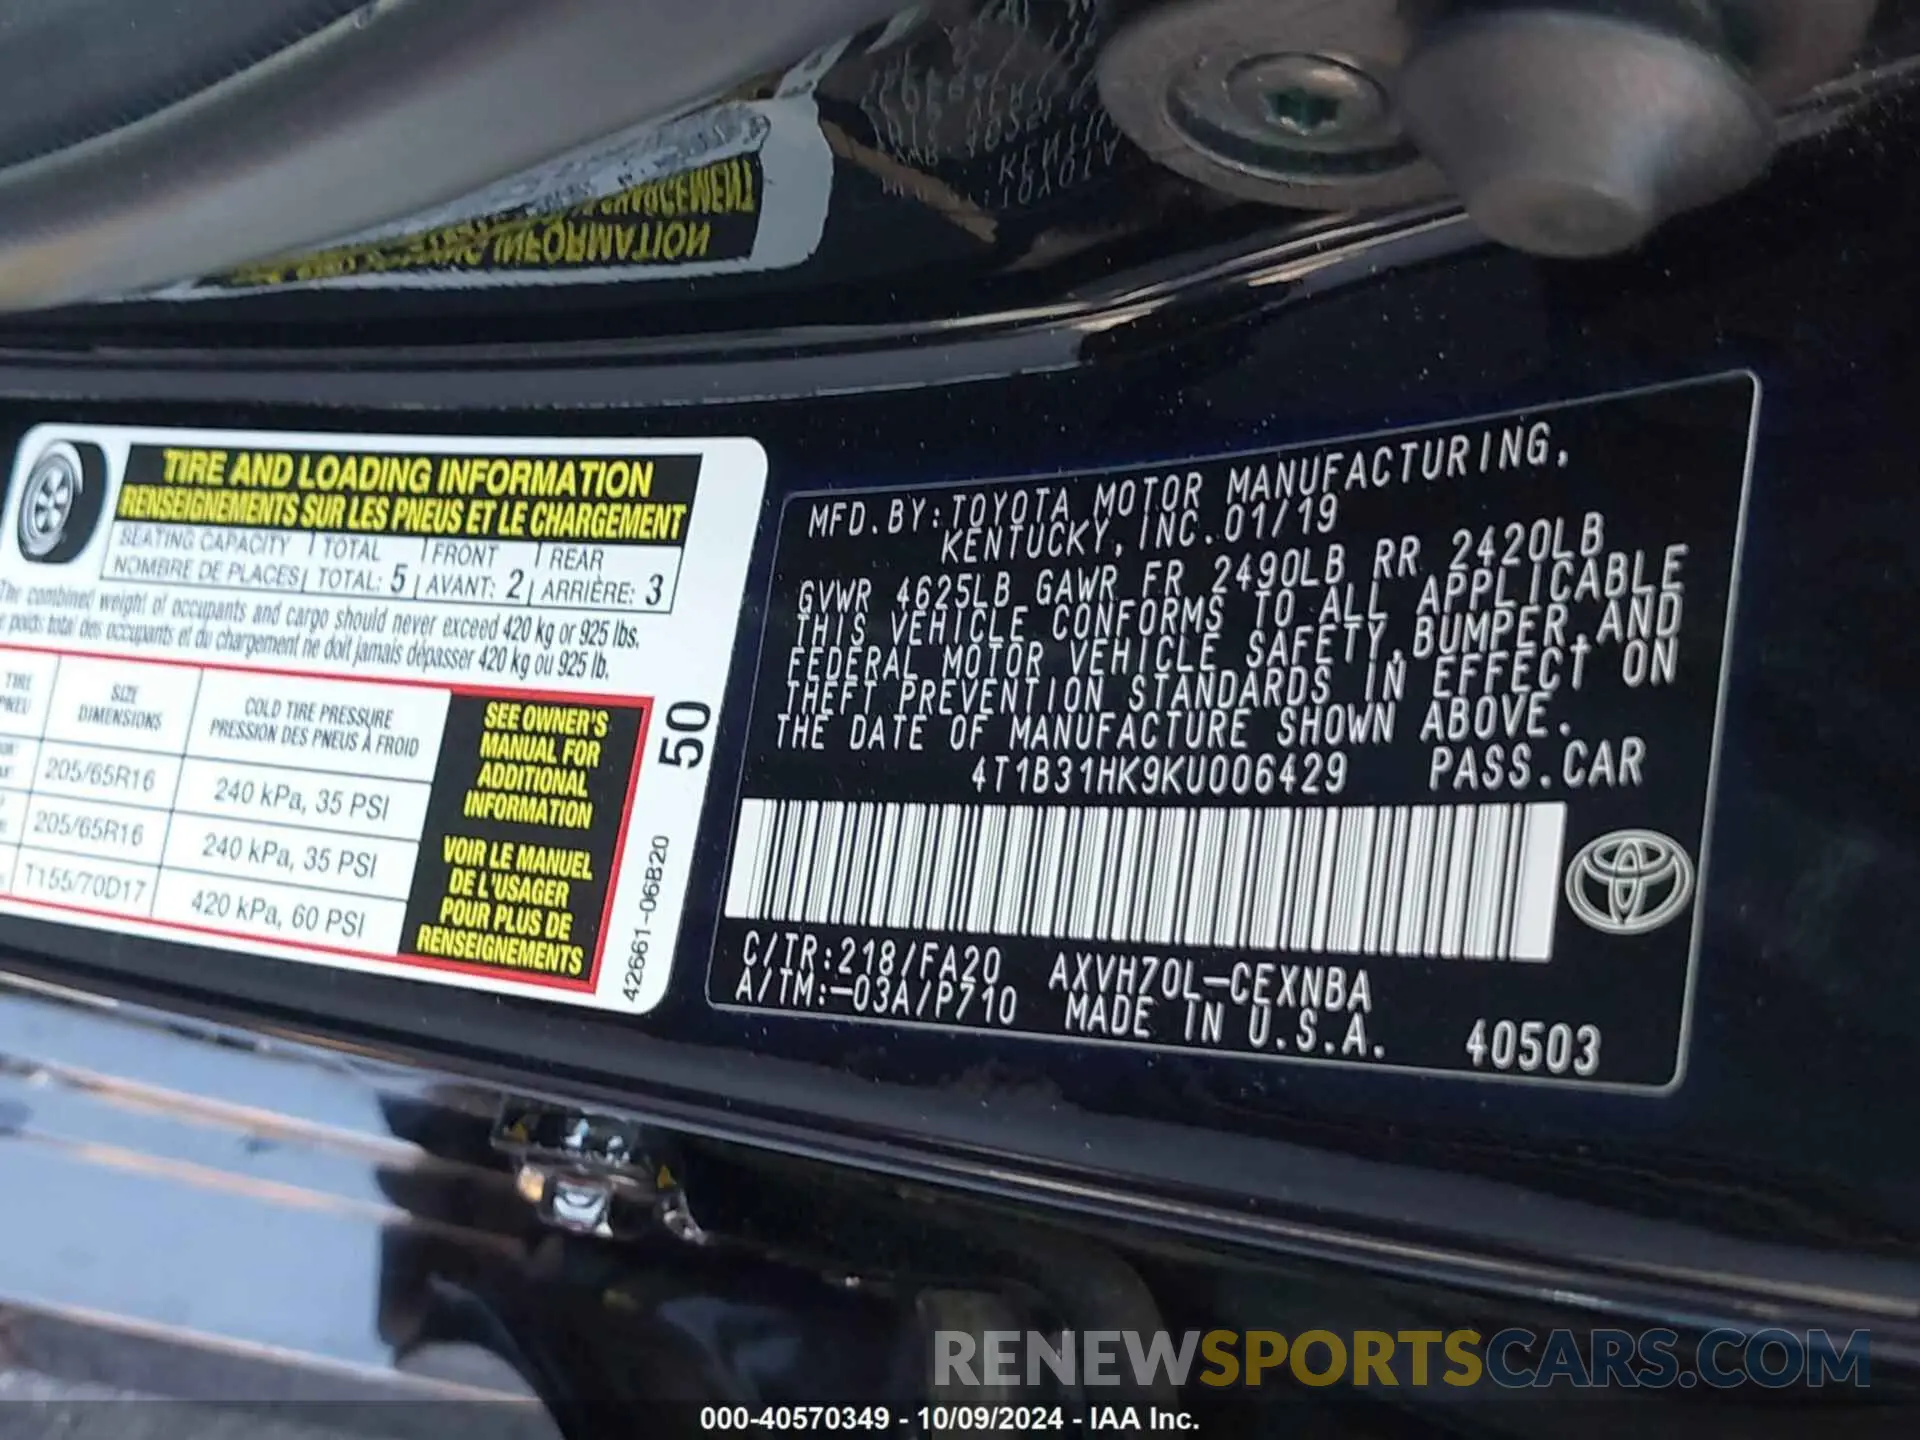 INFORMATION
TIRE AND LOADING INFORMATION
RENSEIGNEMENTS SUR LES PNEUS ET LE CHARGEMENT
SEATING CAPACITY TOTAL FRONT REAR
NOMBRE DE PLACES TOTAL: 5 AVANT: 2 ARRIÈRE: 3
The combined weight of occupants and cargo should never exceed 420 kg or 925 lbs.
poids total des occupants et du chargement ne doit jamais dépasser 420 kg ou 925 lb.
TIRE SIZE COLD TIRE PRESSURE
PNEU DIMENSIONS PRESSION DES PNEUS À FROID
205/65R16 240 kPa, 35 PSI
205/65R16 240 kPa, 35 PSI
T155/70D17 420 kPa, 60 PSI
SEE OWNER'S
MANUAL FOR
ADDITIONAL
INFORMATION
VOIR LE MANUEL
DE L'USAGER
POUR PLUS DE
RENSEIGNEMENTS
50
42661-06B20
MFD.BY:TOYOTA MOTOR MANUFACTURING,
KENTUCKY, INC.01/19
GVWR 4625LB GAWR FR 2490LB RR 2420LB
THIS VEHICLE CONFORMS TO ALL APPLICABLE
FEDERAL MOTOR VEHICLE SAFETY,BUMPER,AND
THEFT PREVENTION STANDARDS IN EFFECT ON
THE DATE OF MANUFACTURE SHOWN ABOVE.
4T1B31HK9KU006429 PASS.CAR
C/TR:218/FA20 AXVH70L-CEXNBA
A/TM:-03A/P710 MADE IN U.S.A. 40503
RENEWSPORTSCARS.COM
000-40570349 - 10/09/2024 - IAA Inc.